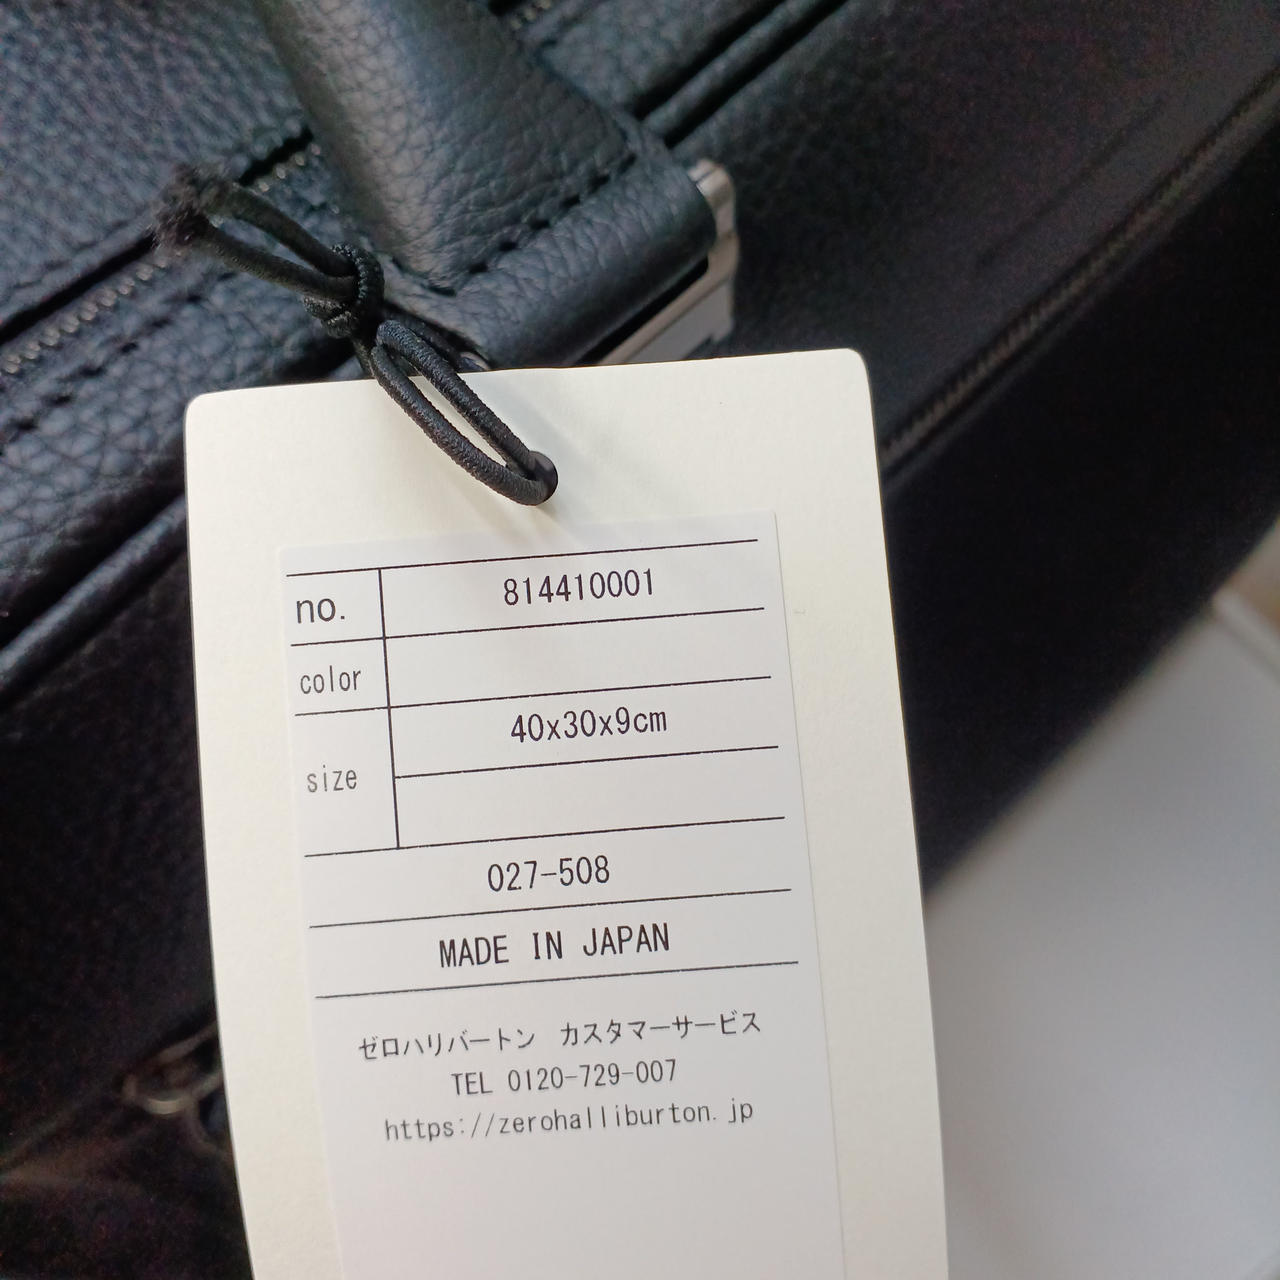 no. 814410001
color
size 40x30x9cm
027-508
MADE IN JAPAN
ゼロハリバートン カスタマーサービス
TEL 0120-729-007
https://zerohalliburton.jp